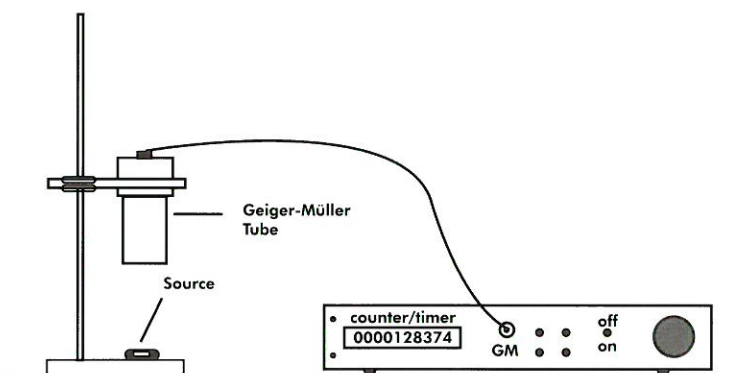 Geiger-Müller
Tube
Source
counter/timer
0000128374
GM
off
on